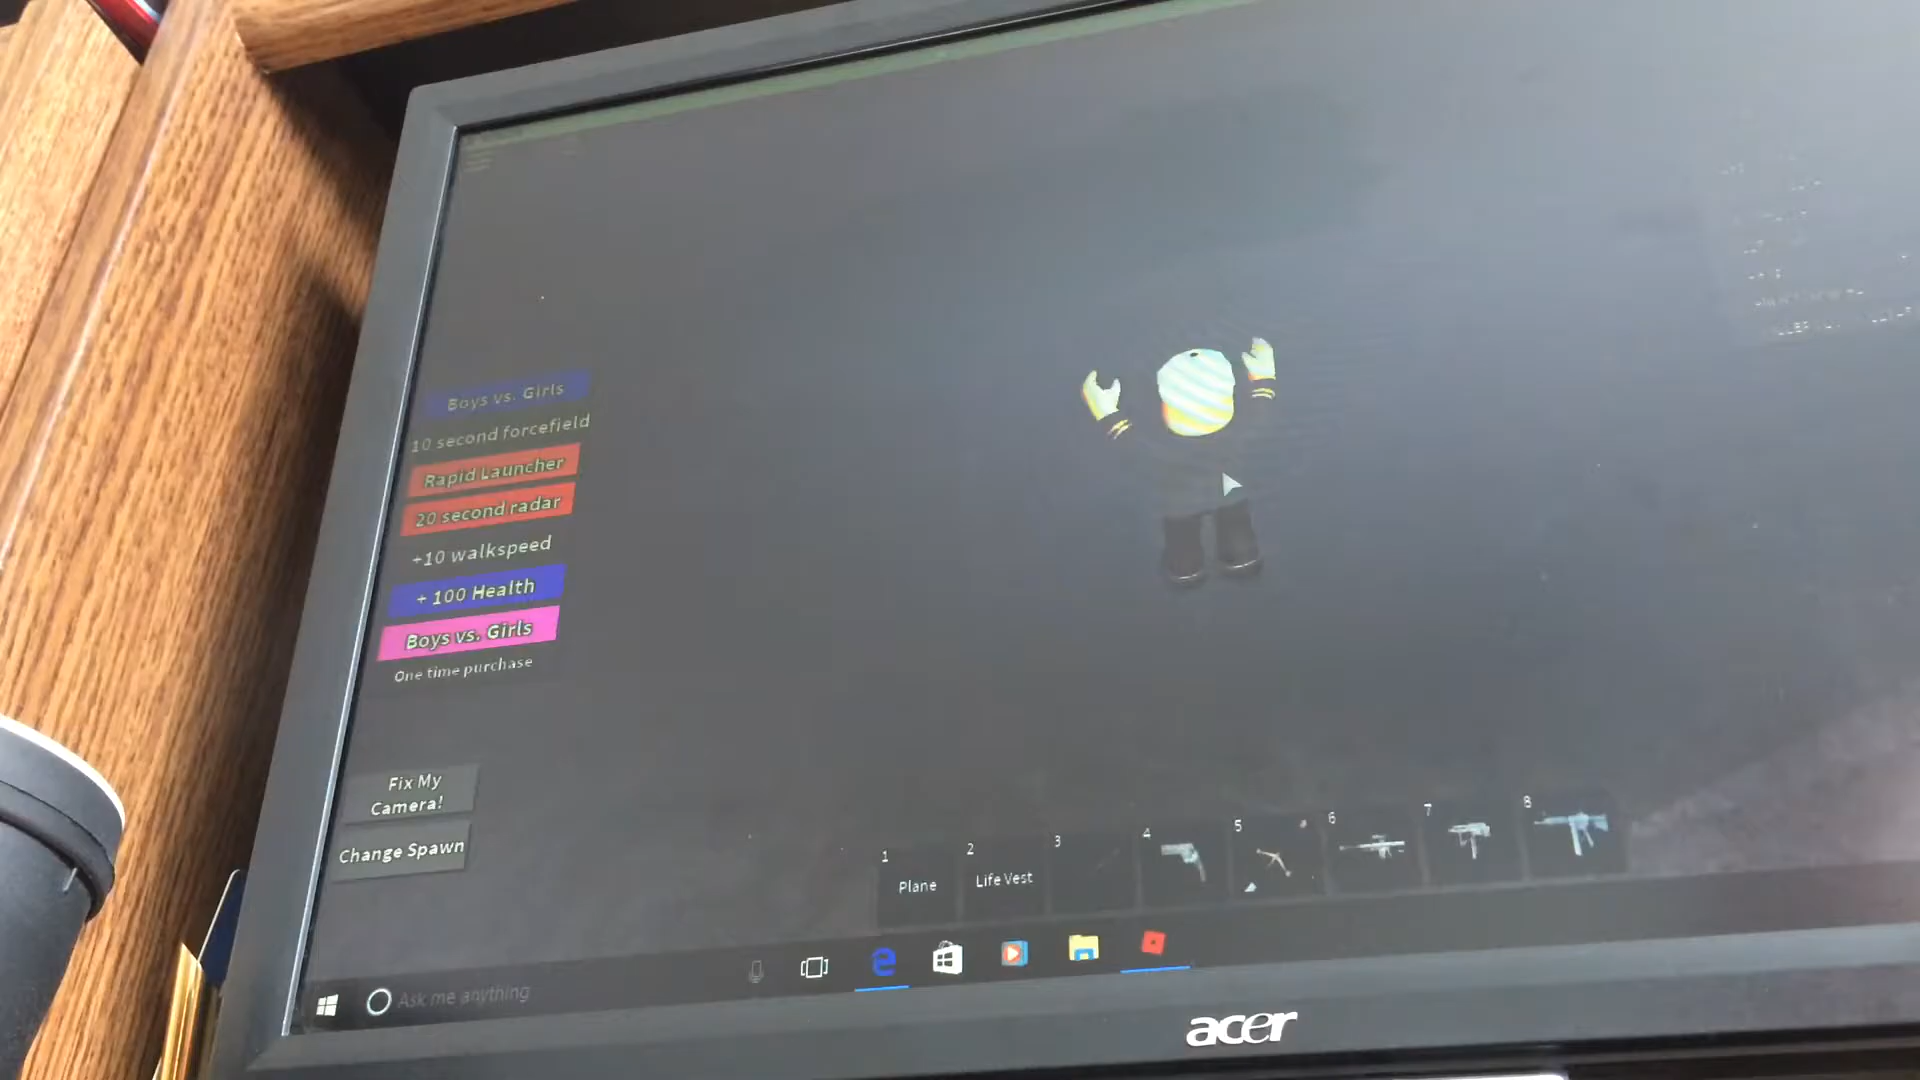 Boys vs. Girls
10 second forcefield
Rapid Launcher
20 second radar
+10 walkspeed
+ 100 Health
Boys vs. Girls
One time purchase
Fix My
Camera!
Change Spawn
1
Plane
2
Life Vest
3
4
5
6
7
8
Ask me anything
acer